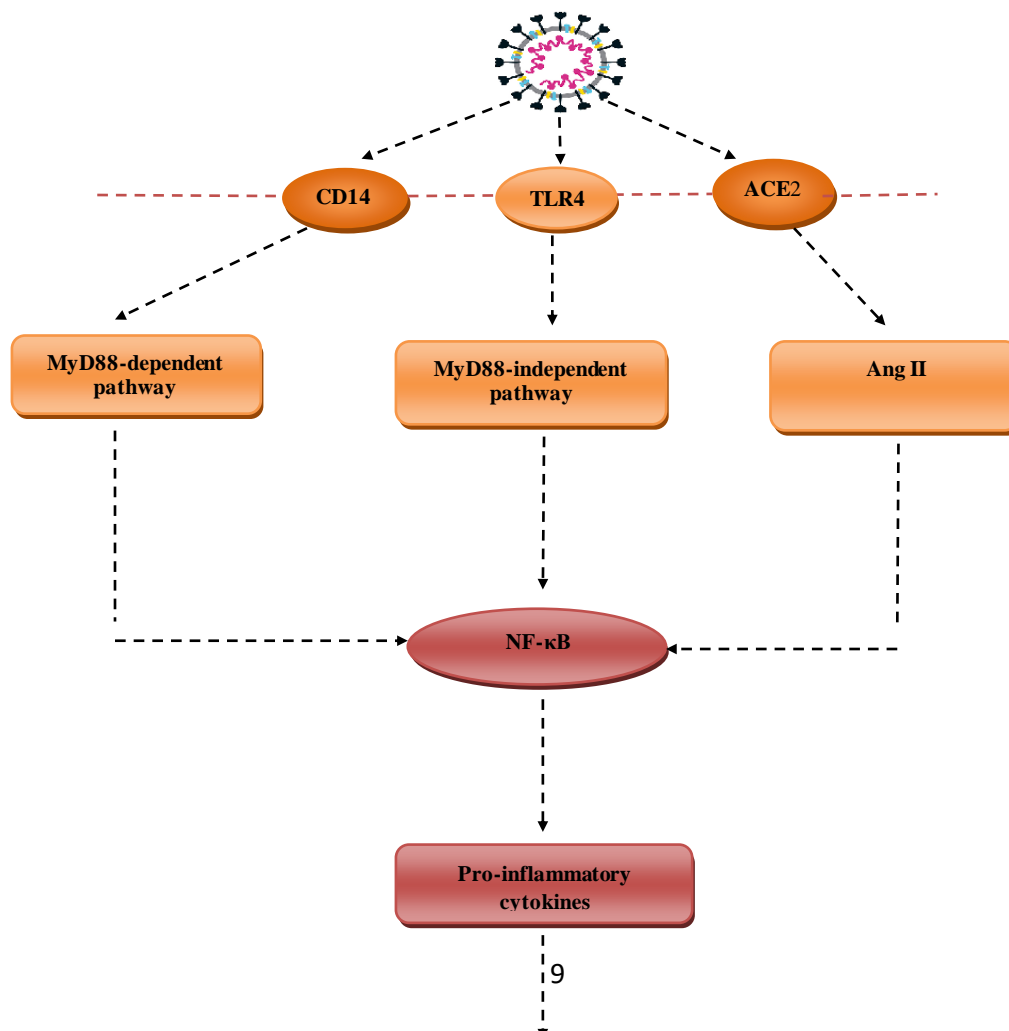 CD14
TLR4
ACE2
MyD88-dependent
pathway
MyD88-independent
pathway
Ang II
NF-κB
Pro-inflammatory
cytokines
9